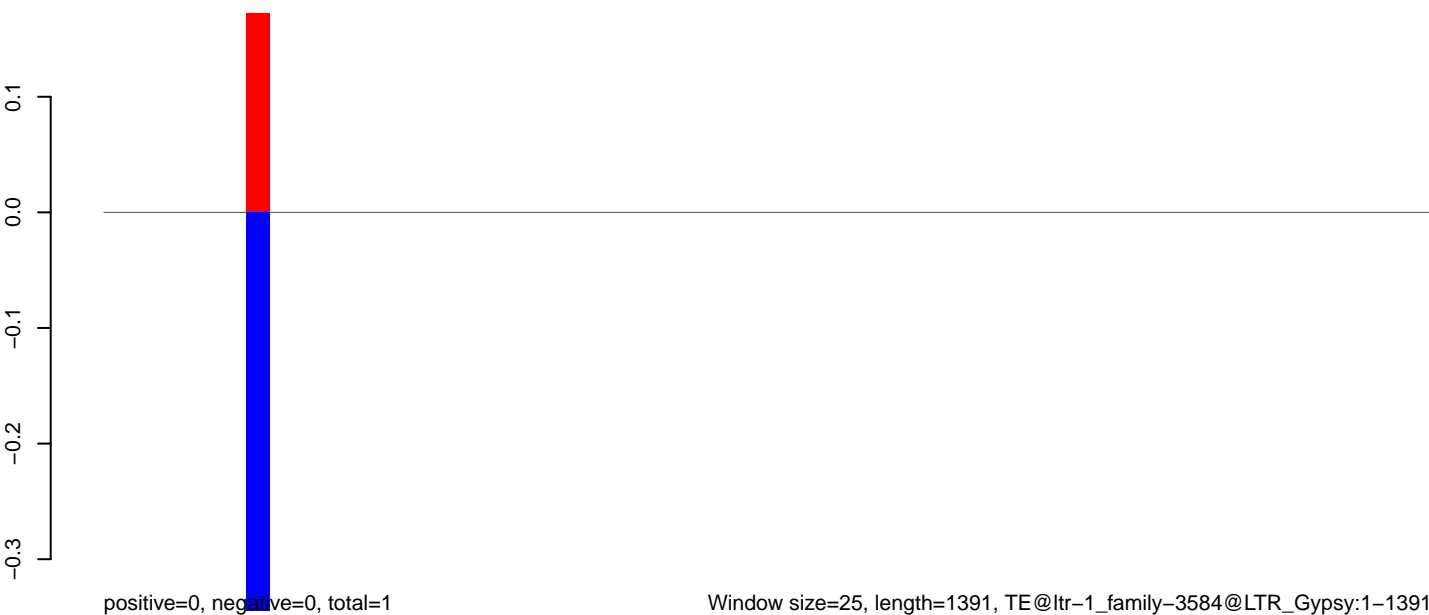 0.1
0.0
−0.1
−0.2
−0.3
positive=0, negative=0, total=1
Window size=25, length=1391, TE@ltr−1_family−3584@LTR_Gypsy:1−1391